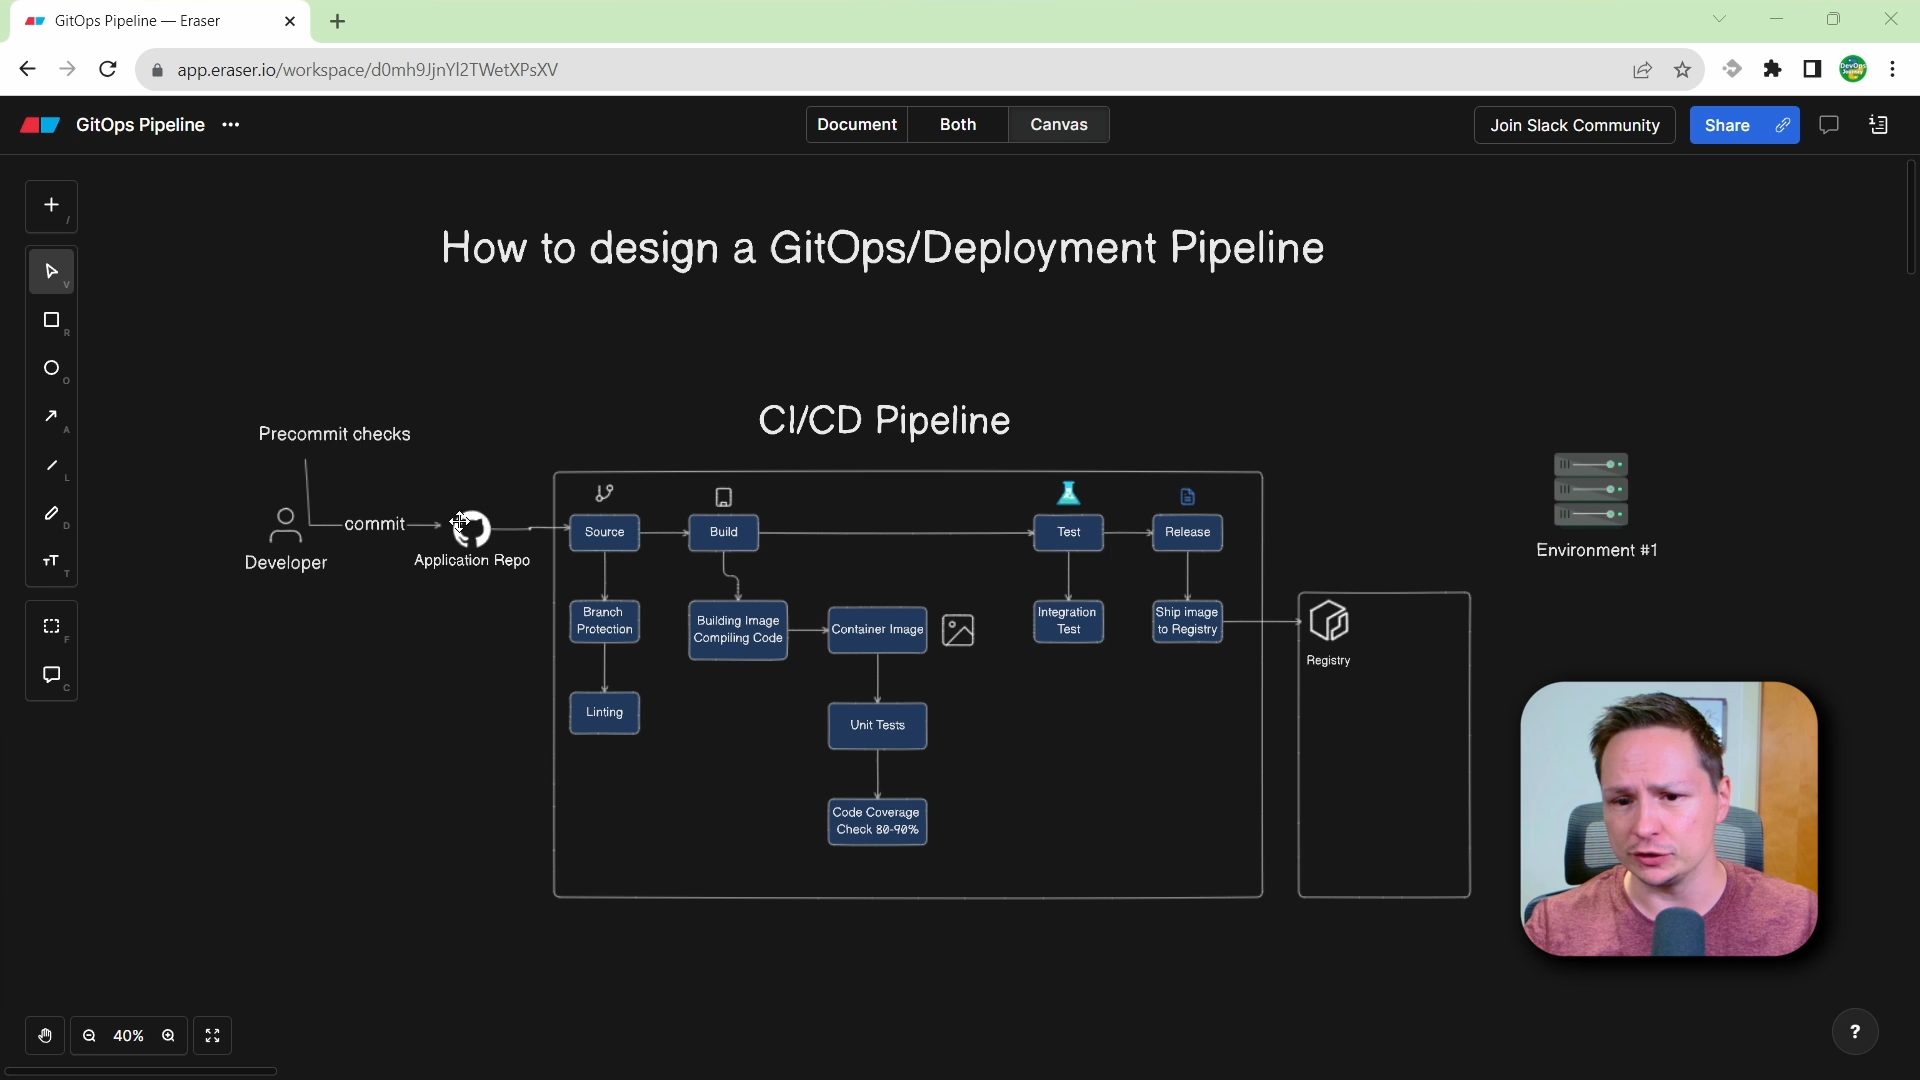 GitOps Pipeline — Eraser
app.eraser.io/workspace/d0mh9JjnYl2TWetXPsXV
GitOps Pipeline
Document
Both
Canvas
Join Slack Community
Share
/
V
R
O
A
L
D
T
F
C
How to design a GitOps/Deployment Pipeline
CI/CD Pipeline
Precommit checks
commit
Developer
Application Repo
Source
Build
Test
Release
Branch
Protection
Building Image
Compiling Code
Container Image
Integration
Test
Ship image
to Registry
Linting
Unit Tests
Code Coverage
Check 80-90%
Registry
Environment #1
40%
?